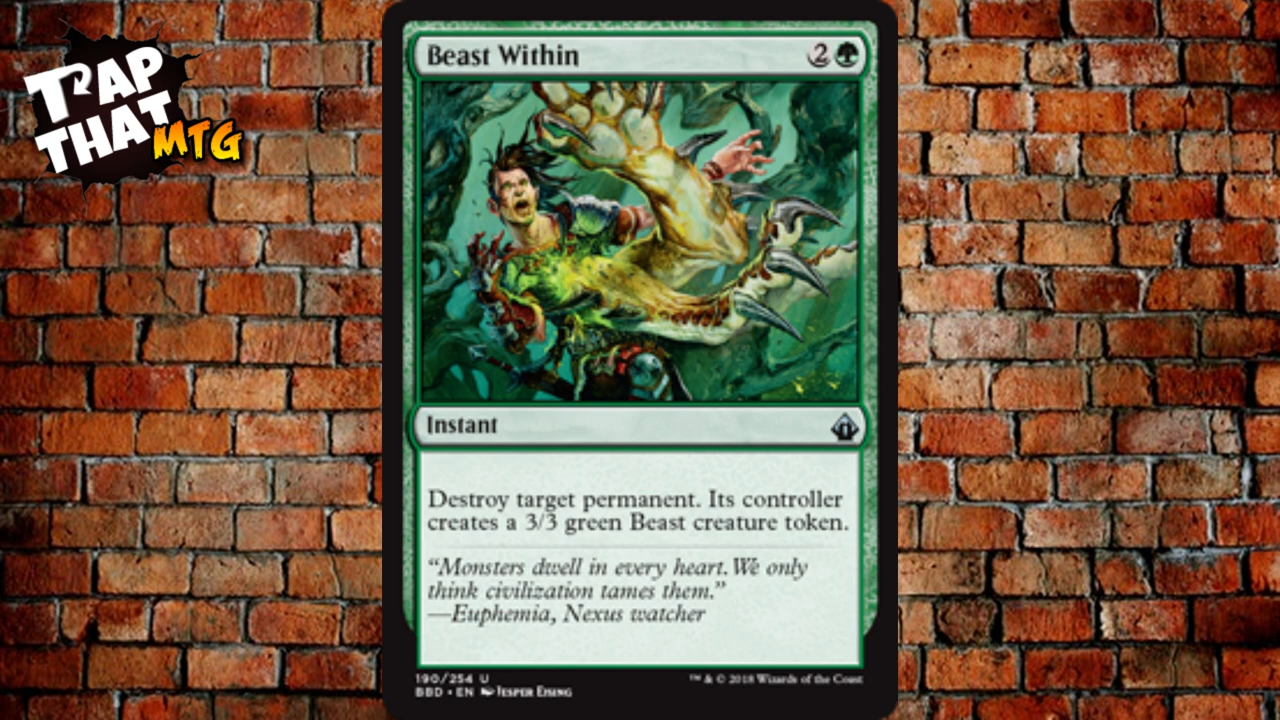 TRAP
THAT
MTG
Beast Within
2
Instant
Destroy target permanent. Its controller
creates a 3/3 green Beast creature token.
“Monsters dwell in every heart. We only
think civilization tames them.”
—Euphemia, Nexus watcher
190/254 U
BBD • EN Jesper Ejsing
™ & © 2018 Wizards of the Coast